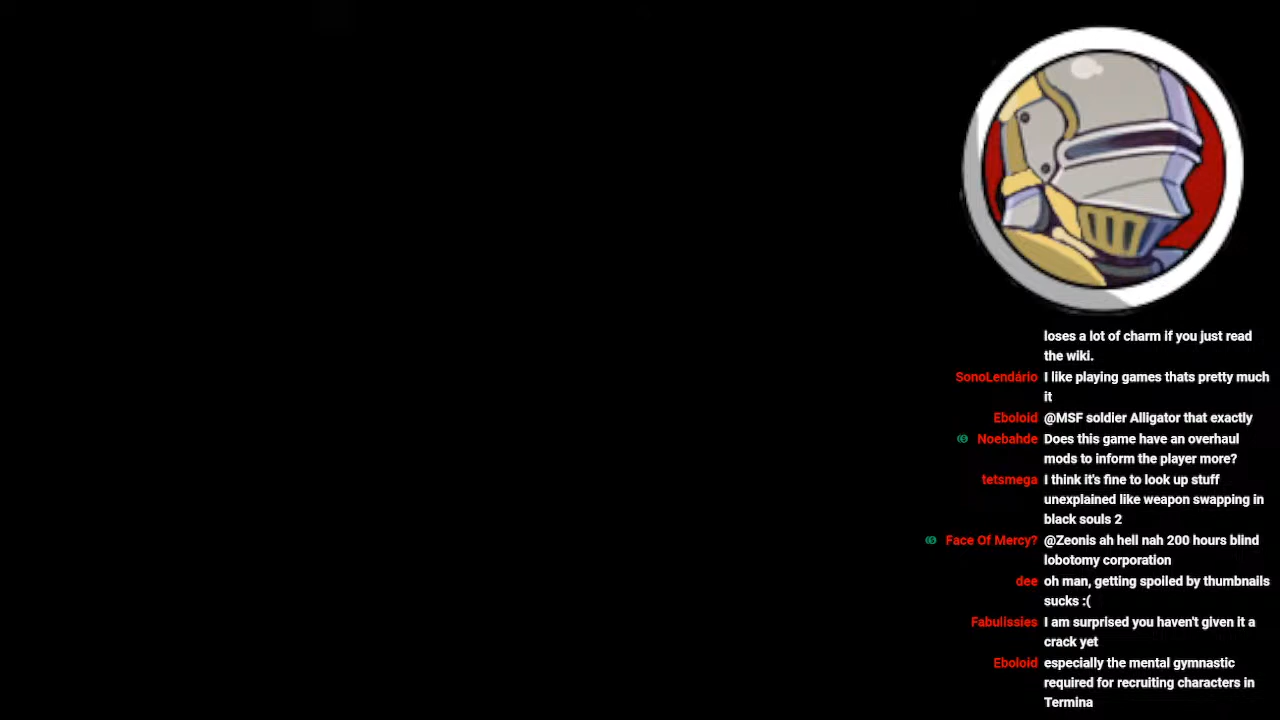 loses a lot of charm if you just read
the wiki.
SonoLendário I like playing games thats pretty much
it
Eboloid @MSF soldier Alligator that exactly
Noebahde Does this game have an overhaul
mods to inform the player more?
tetsmega I think it's fine to look up stuff
unexplained like weapon swapping in
black souls 2
Face Of Mercy? @Zeonis ah hell nah 200 hours blind
lobotomy corporation
dee oh man, getting spoiled by thumbnails
sucks :(
Fabulissies I am surprised you haven't given it a
crack yet
Eboloid especially the mental gymnastic
required for recruiting characters in
Termina